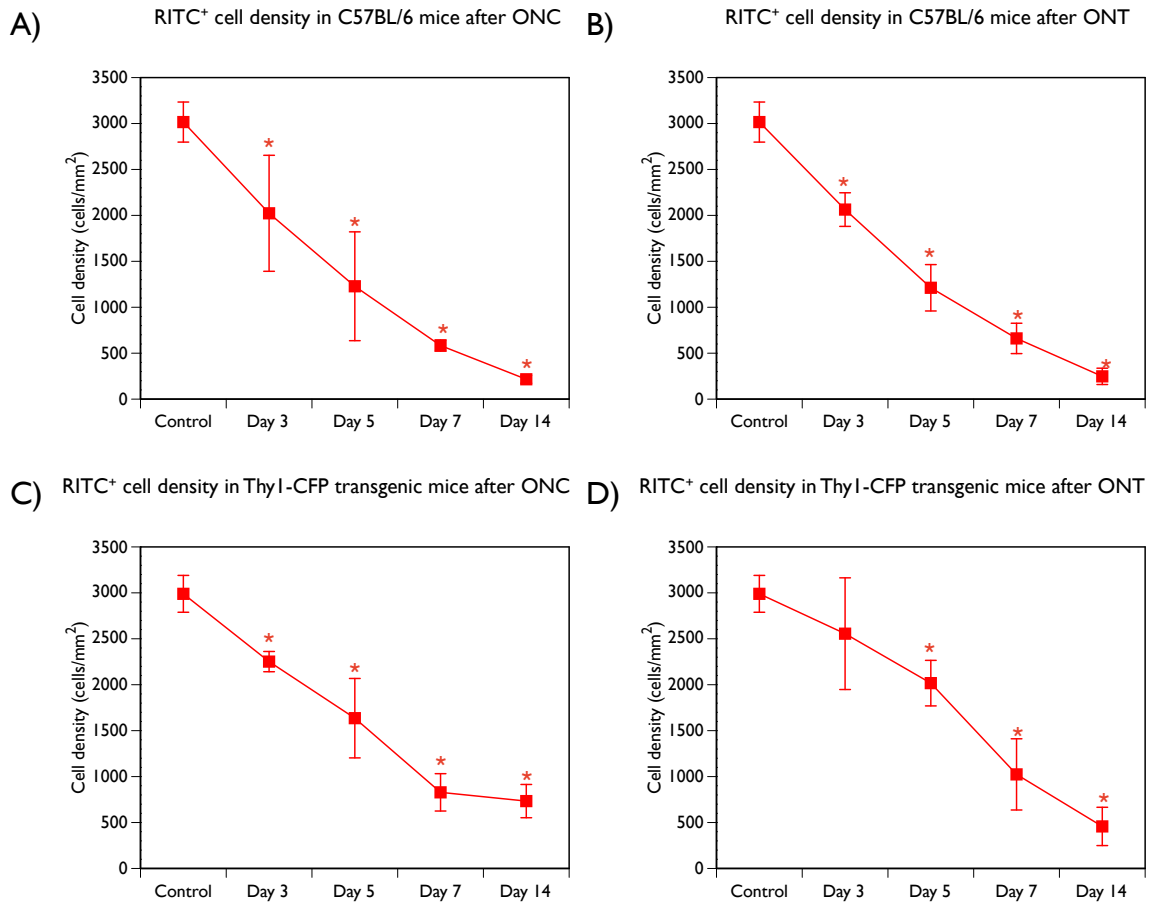 A)
RITC⁺ cell density in C57BL/6 mice after ONC
3500
3000
2500
2000
1500
1000
500
0
Cell density (cells/mm²)
*
*
*
*
Control Day 3 Day 5 Day 7 Day 14
B)
RITC⁺ cell density in C57BL/6 mice after ONT
3500
3000
2500
2000
1500
1000
500
0
Cell density (cells/mm²)
*
*
*
*
Control Day 3 Day 5 Day 7 Day 14
C)
RITC⁺ cell density in Thy1-CFP transgenic mice after ONC
3500
3000
2500
2000
1500
1000
500
0
Cell density (cells/mm²)
*
*
*
*
Control Day 3 Day 5 Day 7 Day 14
D)
RITC⁺ cell density in Thy1-CFP transgenic mice after ONT
3500
3000
2500
2000
1500
1000
500
0
Cell density (cells/mm²)
*
*
*
Control Day 3 Day 5 Day 7 Day 14